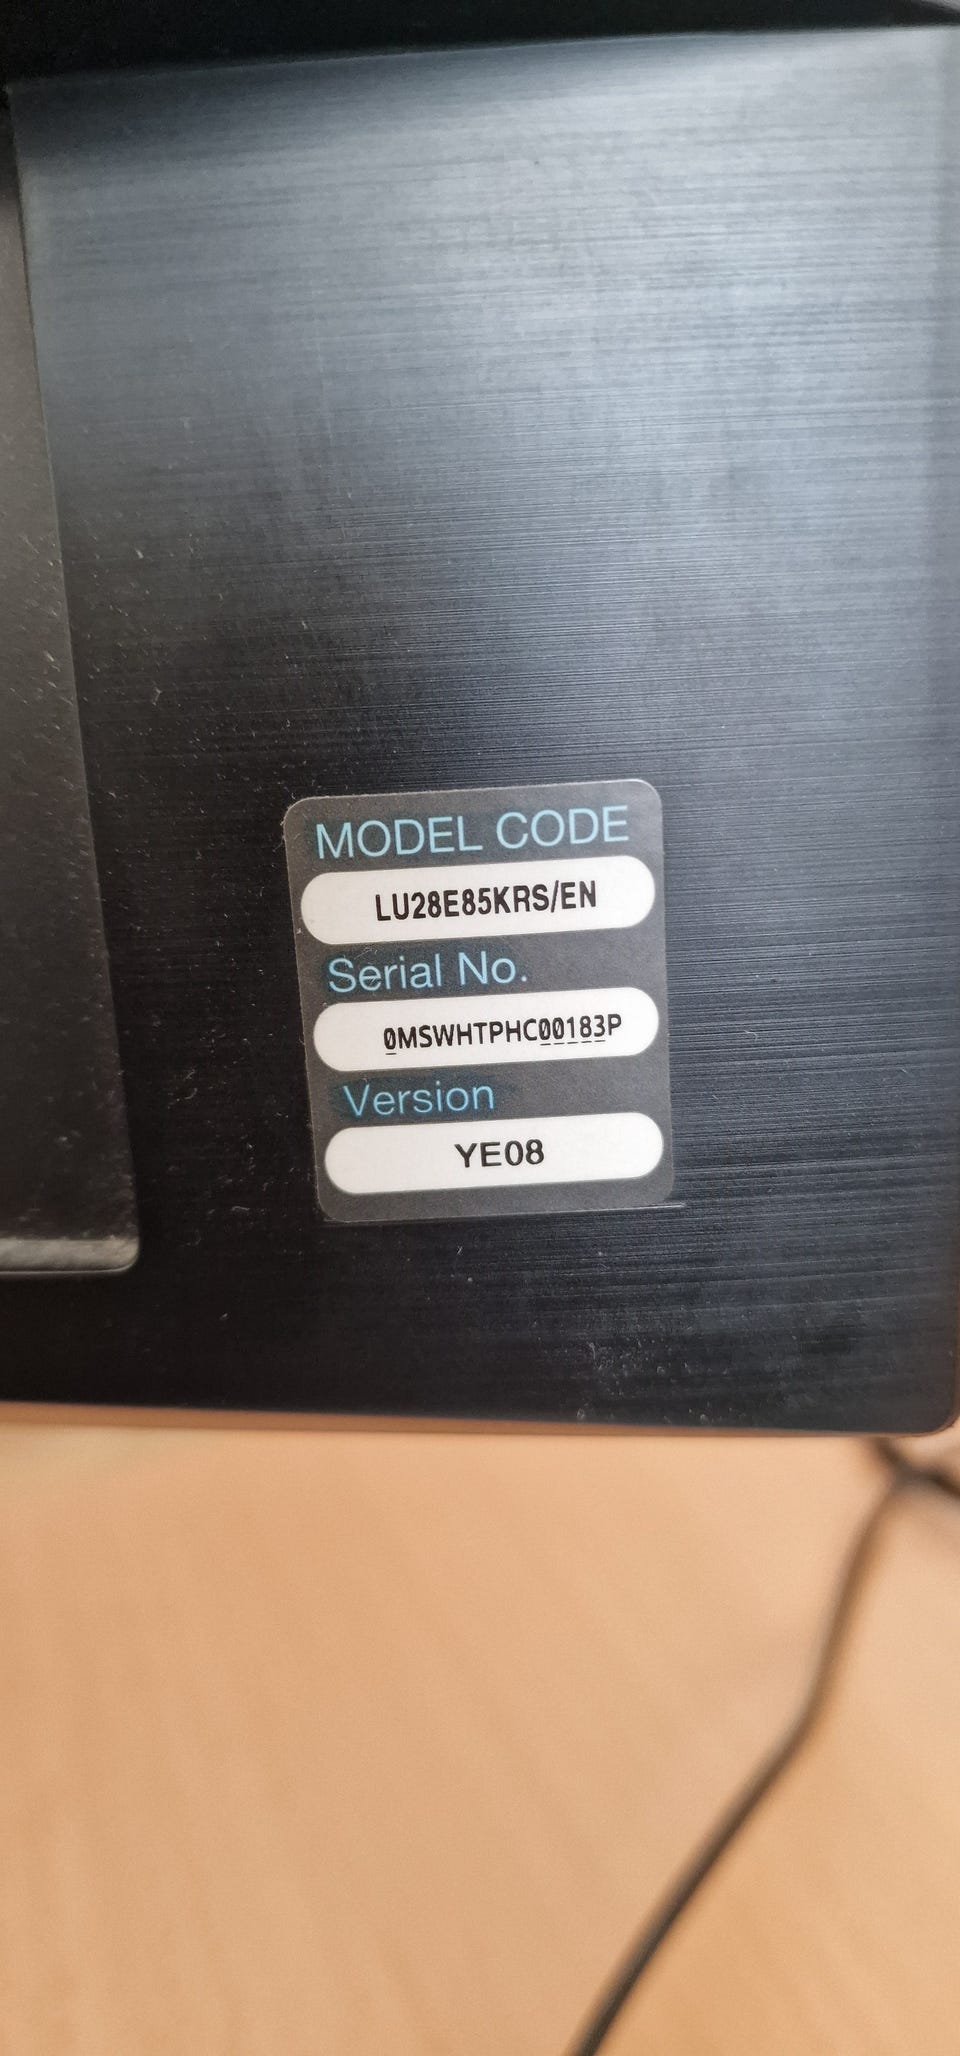 MODEL CODE
LU28E85KRS/EN
Serial No.
0MSWHTPHC00183P
Version
YE08